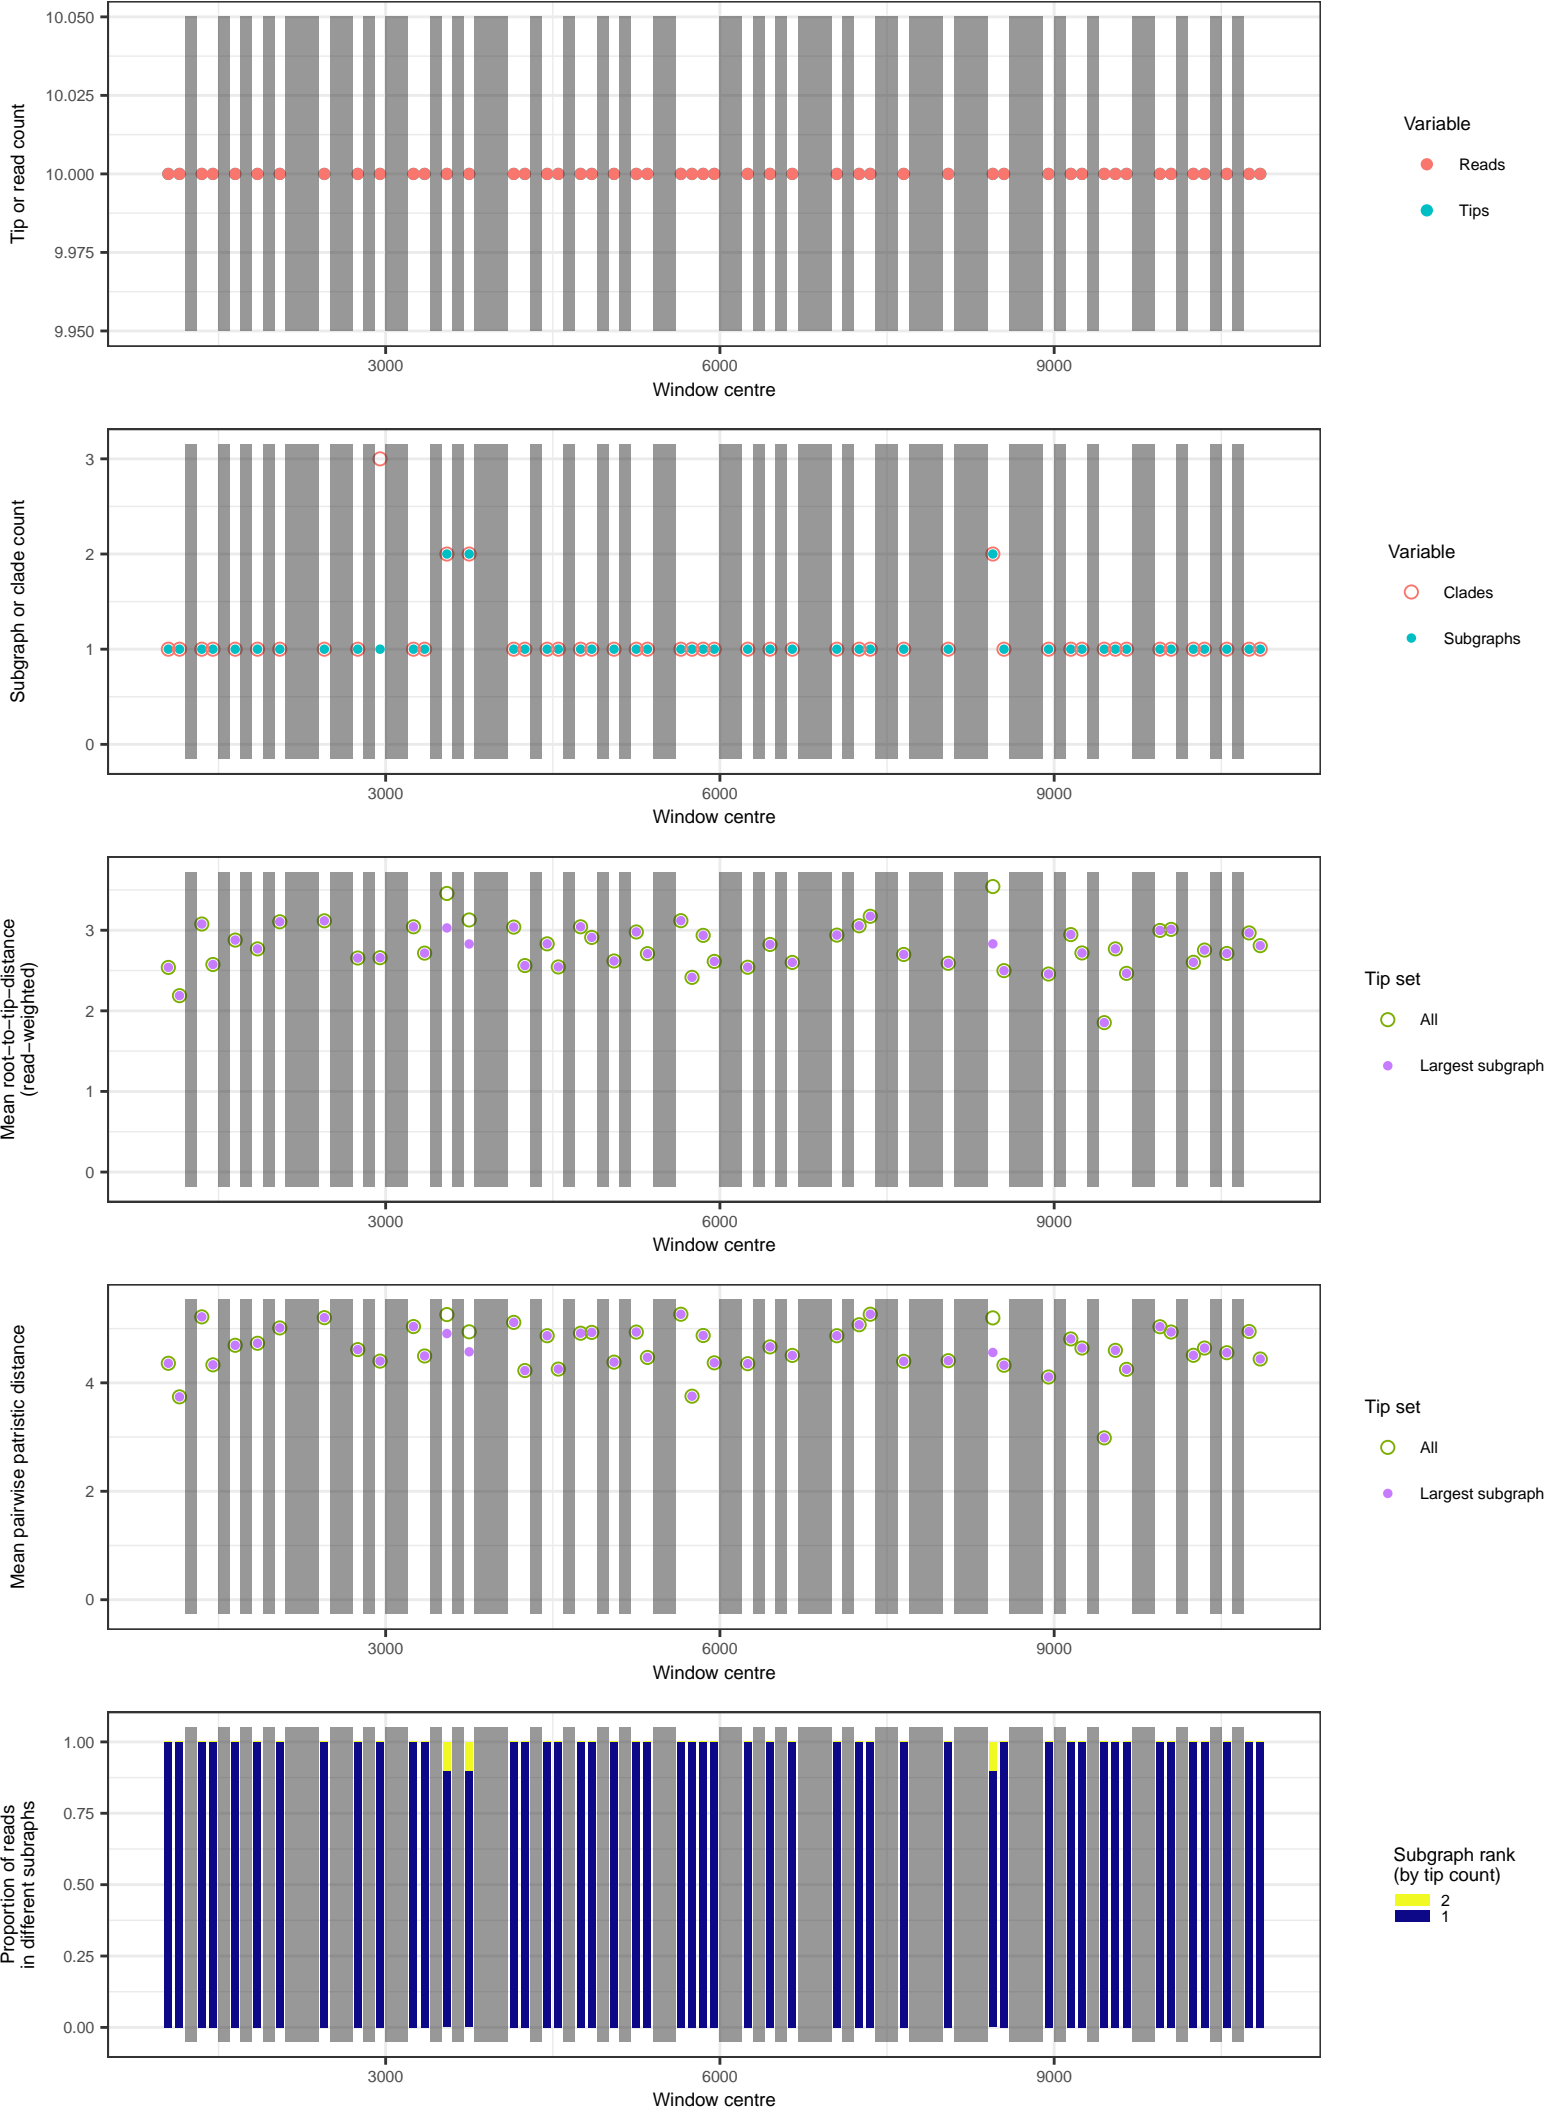 10.050
10.025
10.000
9.975
9.950
Tip or read count
3000
6000
9000
Window centre
Variable
Reads
Tips
3
2
1
0
Subgraph or clade count
3000
6000
9000
Window centre
Variable
Clades
Subgraphs
3
2
1
0
Mean root−to−tip−distance
(read−weighted)
3000
6000
9000
Window centre
Tip set
All
Largest subgraph
4
2
0
Mean pairwise patristic distance
3000
6000
9000
Window centre
Tip set
All
Largest subgraph
1.00
0.75
0.50
0.25
0.00
Proportion of reads
in different subraphs
3000
6000
9000
Window centre
Subgraph rank
(by tip count)
2
1